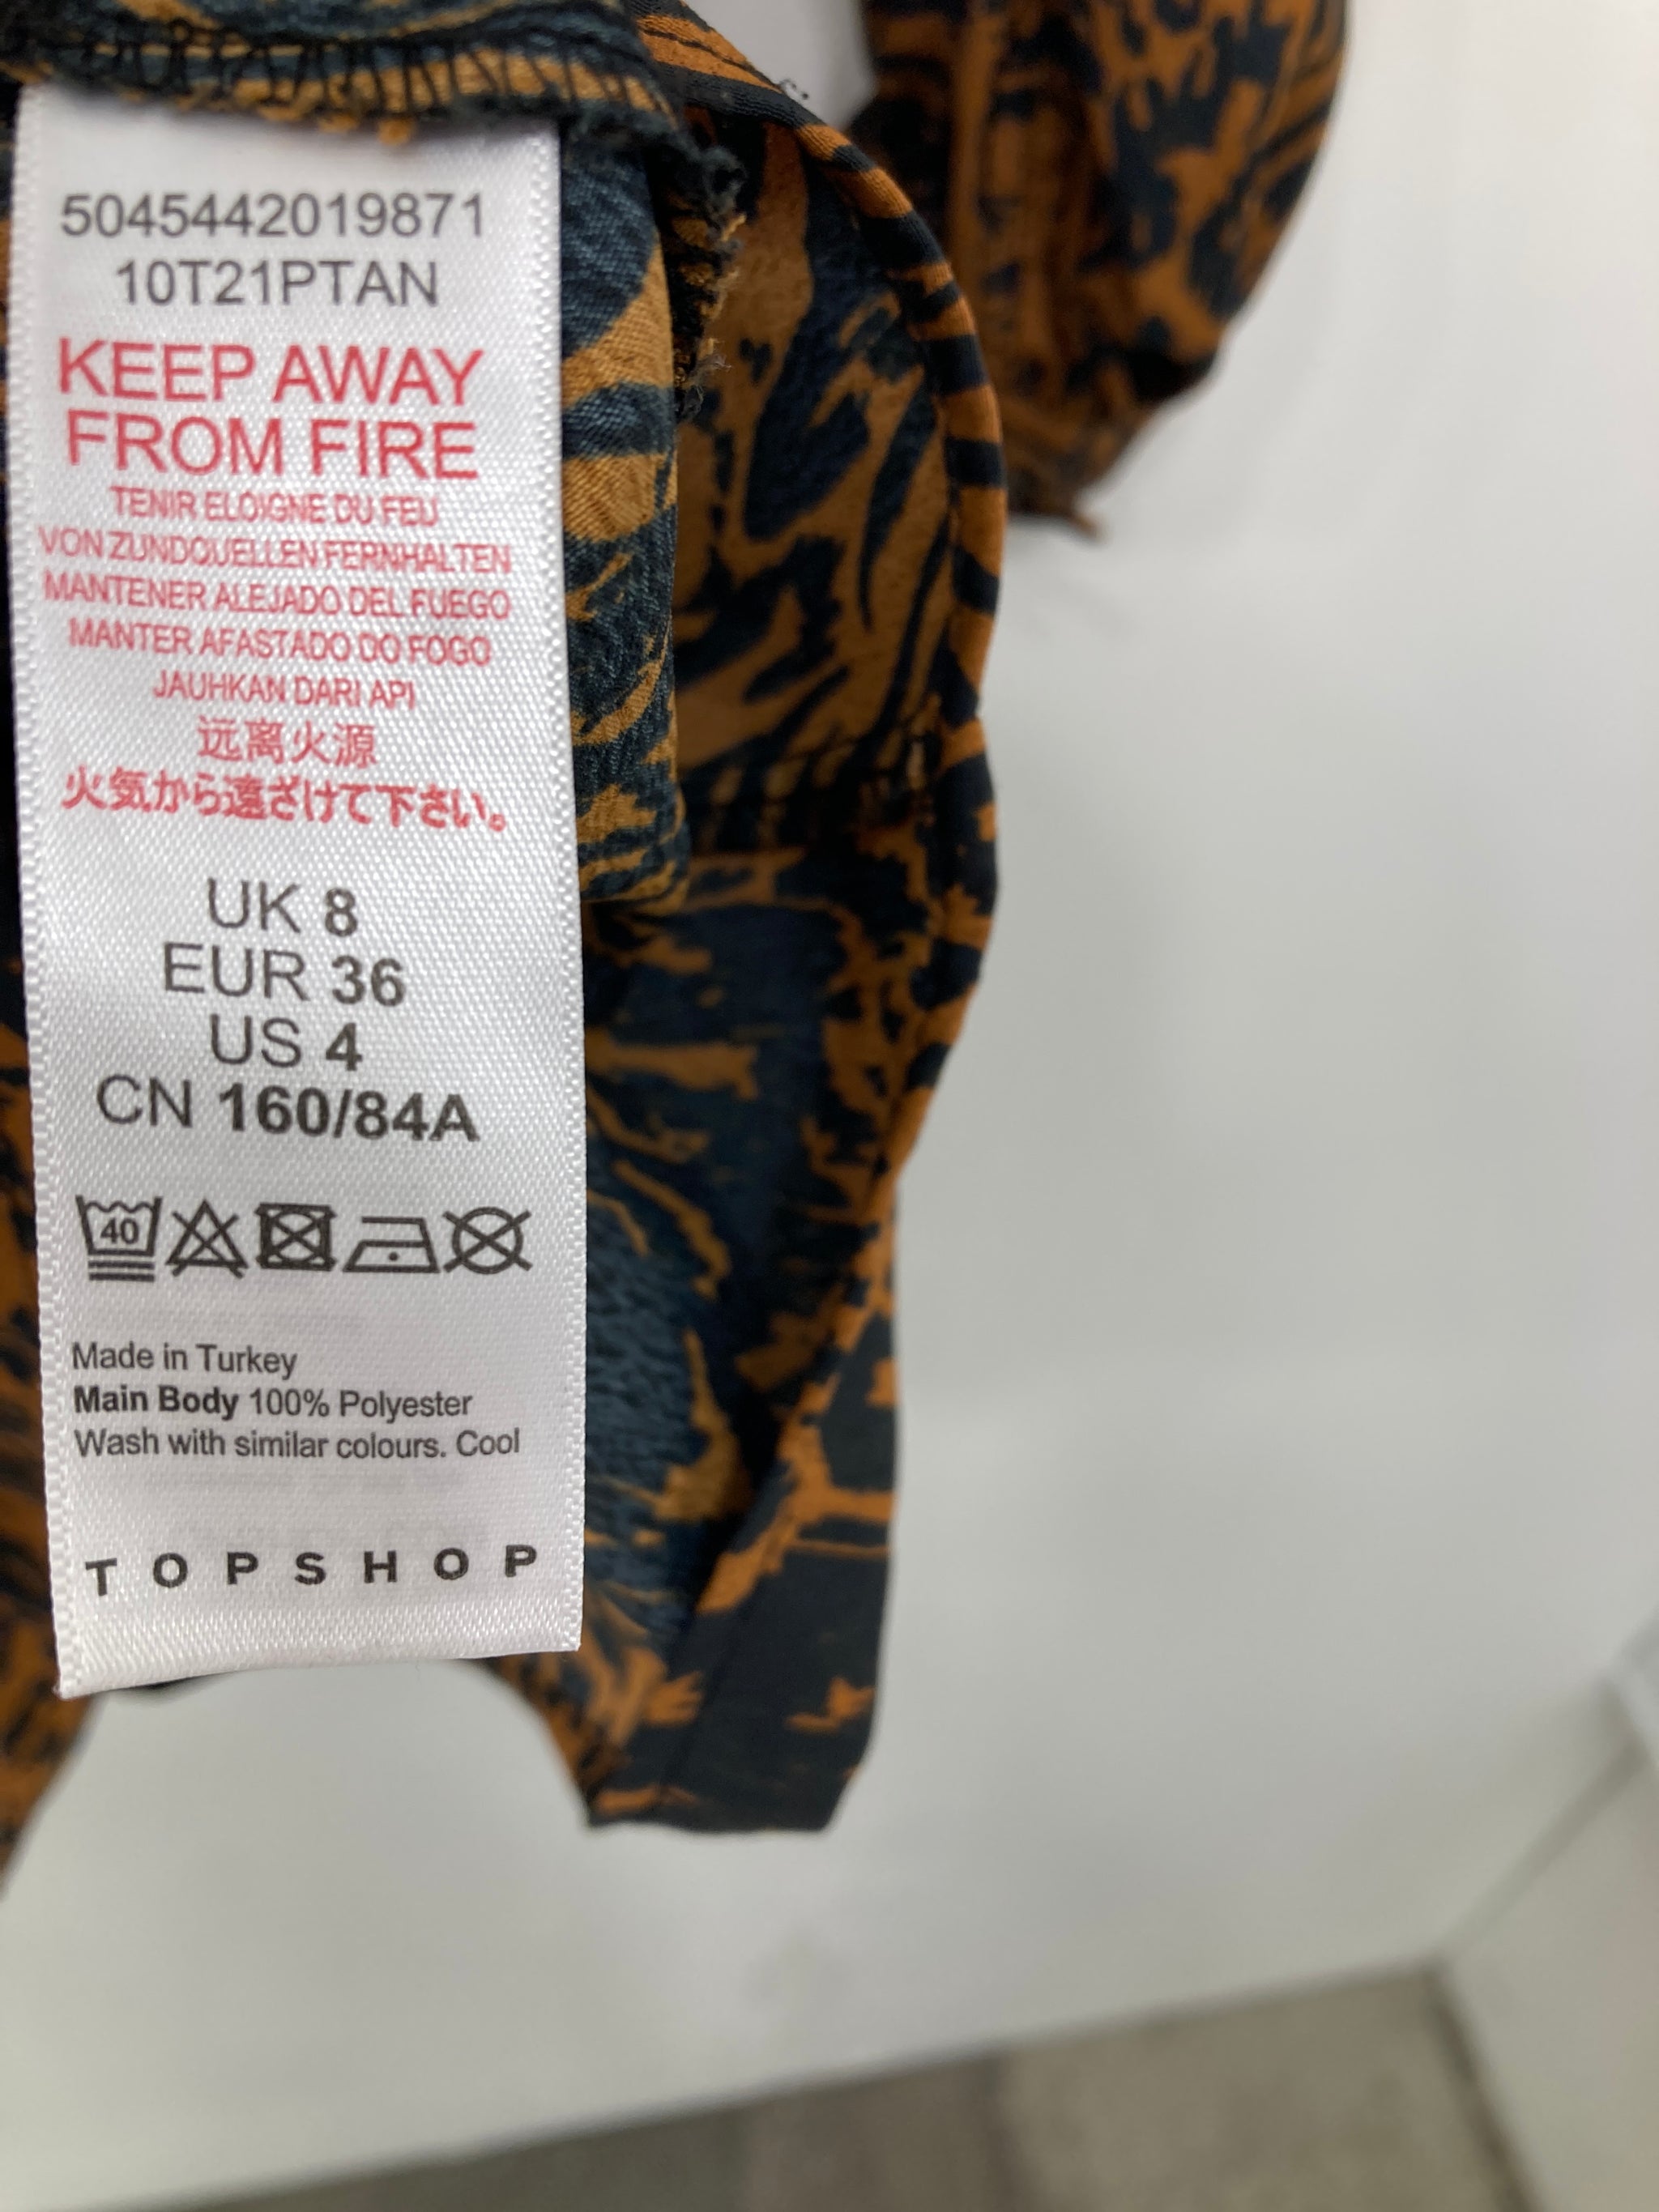 5045442019871
10T21PTAN
KEEP AWAY
FROM FIRE
TENIR ELOIGNE DU FEU
VON ZUNDQUELLEN FERNHALTEN
MANTENER ALEJADO DEL FUEGO
MANTER AFASTADO DO FOGO
JAUHKAN DARI API
远离火源
火気から遠ざけて下さい。
UK 8
EUR 36
US 4
CN 160/84A
40
Made in Turkey
Main Body 100% Polyester
Wash with similar colours. Cool
TOPSHOP